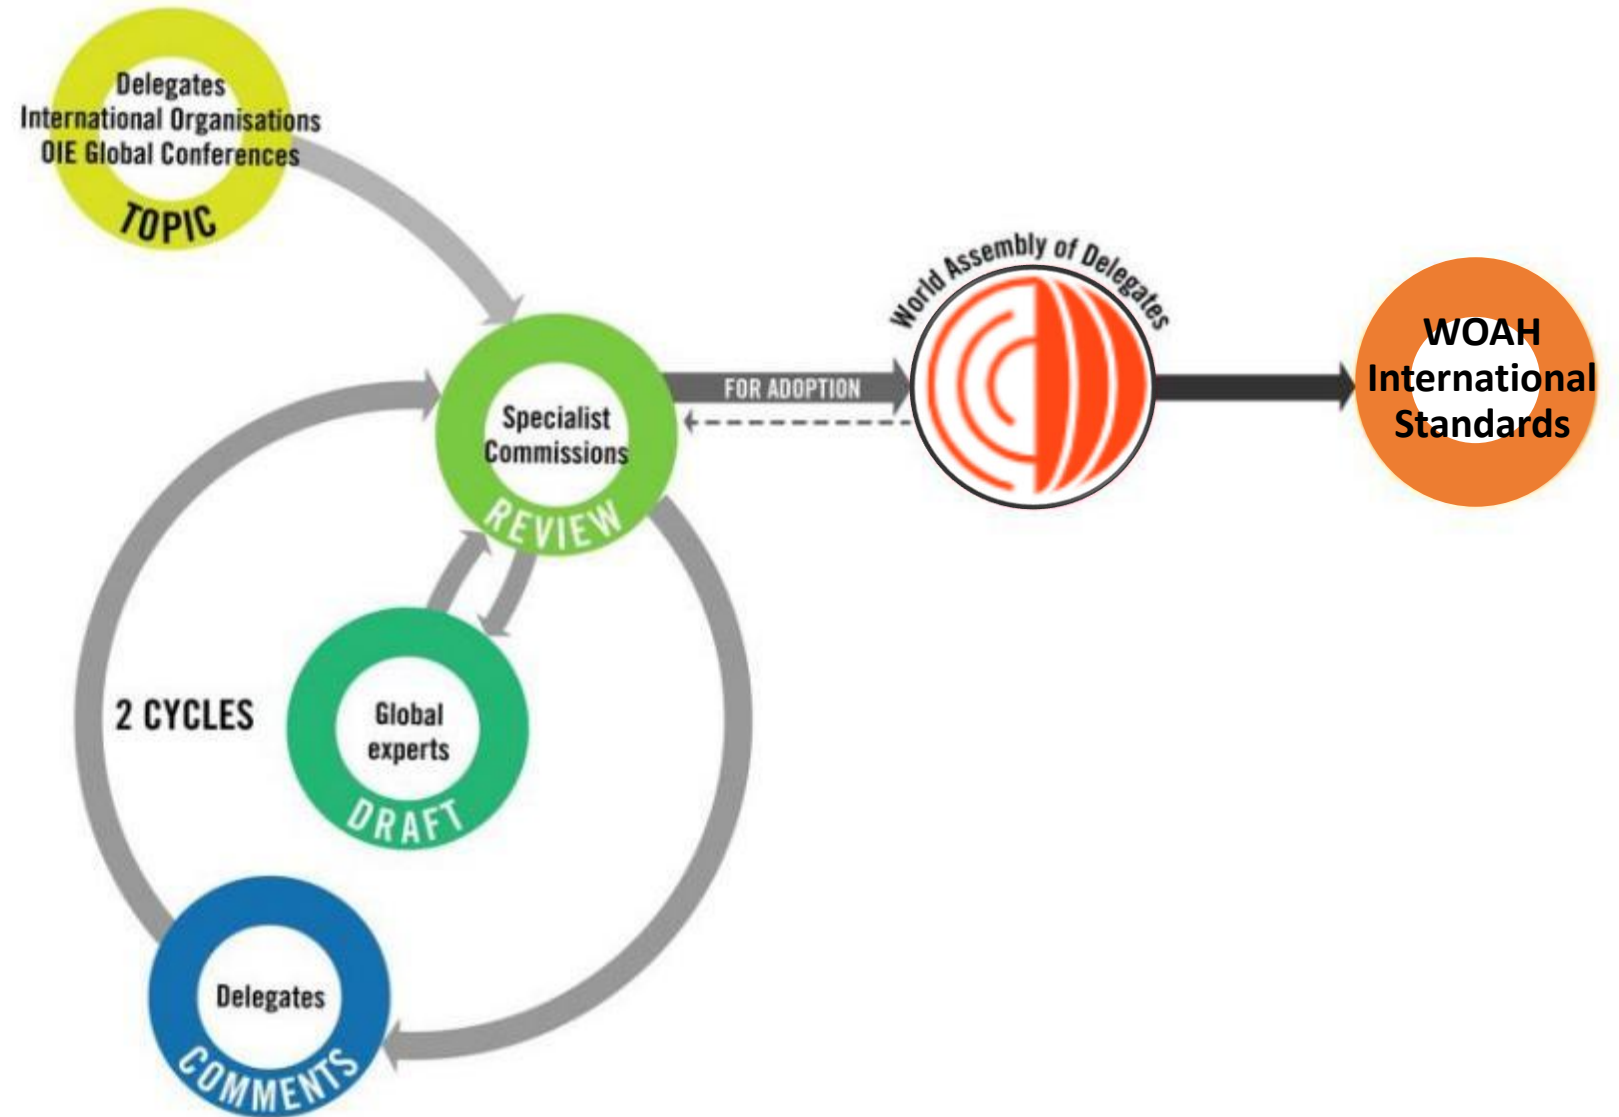 Delegates
International Organisations
OIE Global Conferences
TOPIC
World Assembly of Delegates
WOAH
International
Standards
FOR ADOPTION
Specialist
Commissions
REVIEW
2 CYCLES
Global
experts
DRAFT
Delegates
COMMENTS